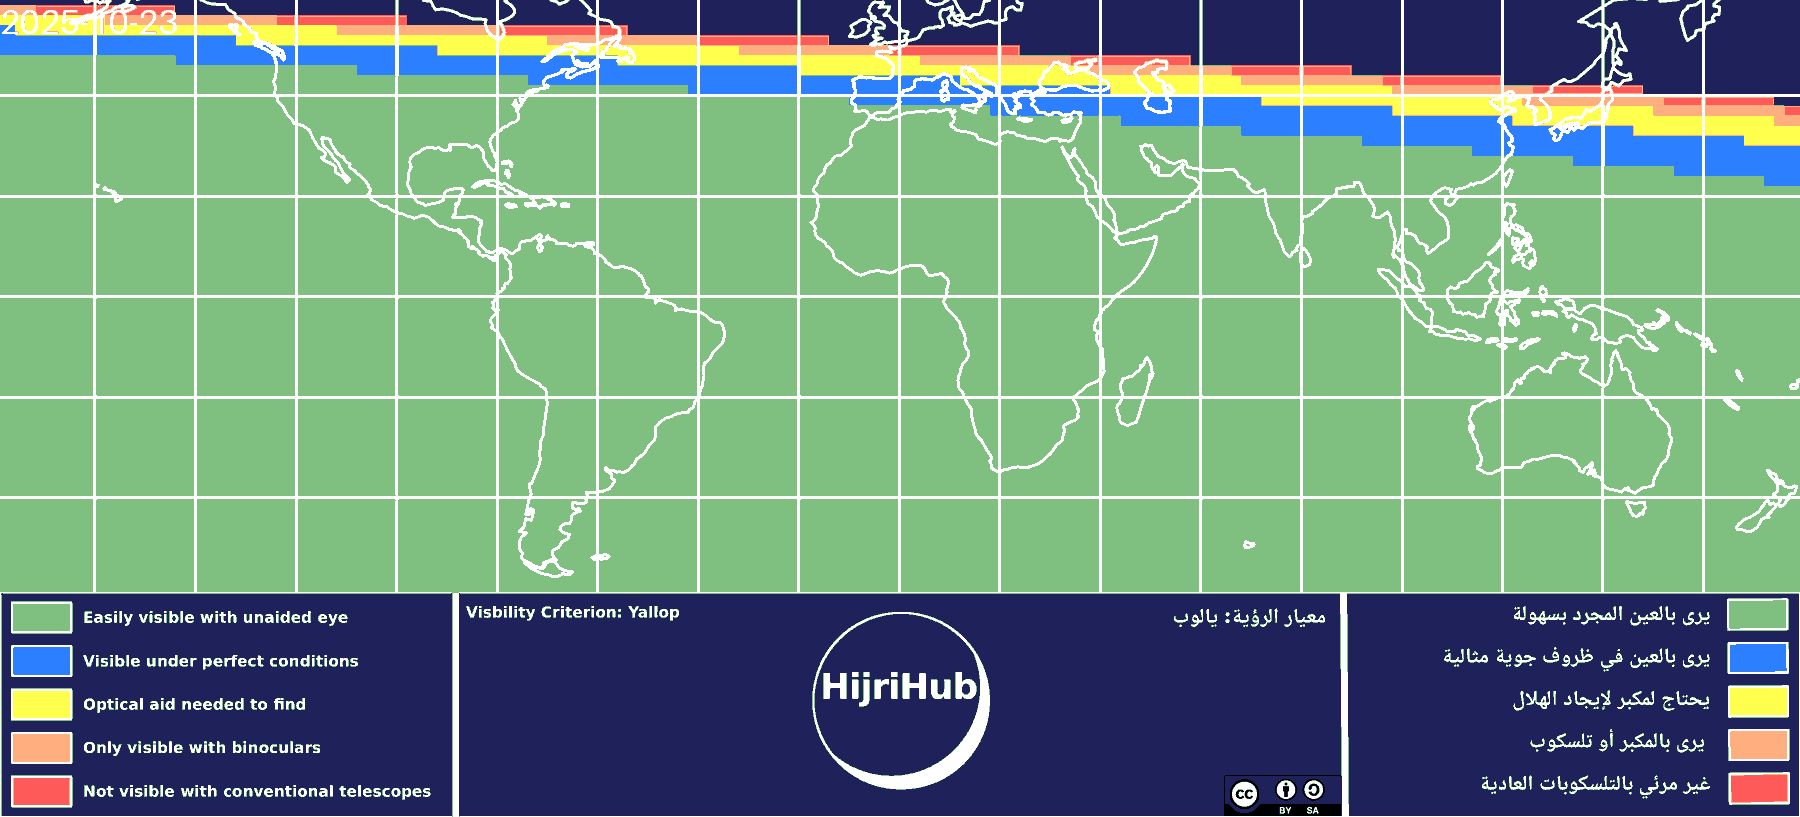 2025-10-23
Easily visible with unaided eye
Visible under perfect conditions
Optical aid needed to find
Only visible with binoculars
Not visible with conventional telescopes
Visbility Criterion: Yallop
معيار الرؤية: يالوب
HijriHub
cc
BY SA
يرى بالعين المجرد بسهولة
يرى بالعين في ظروف جوية مثالية
يحتاج لمكبر لإيجاد الهلال
يرى بالمكبر أو تلسكوب
غير مرئي بالتلسكوبات العادية